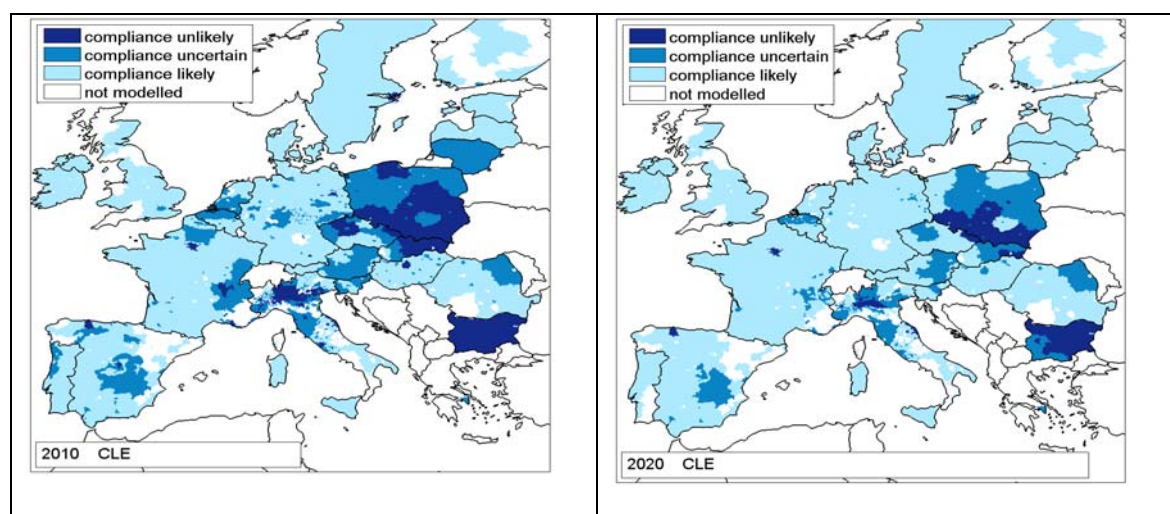 compliance unlikely
compliance uncertain
compliance likely
not modelled
2010 CLE
compliance unlikely
compliance uncertain
compliance likely
not modelled
2020 CLE